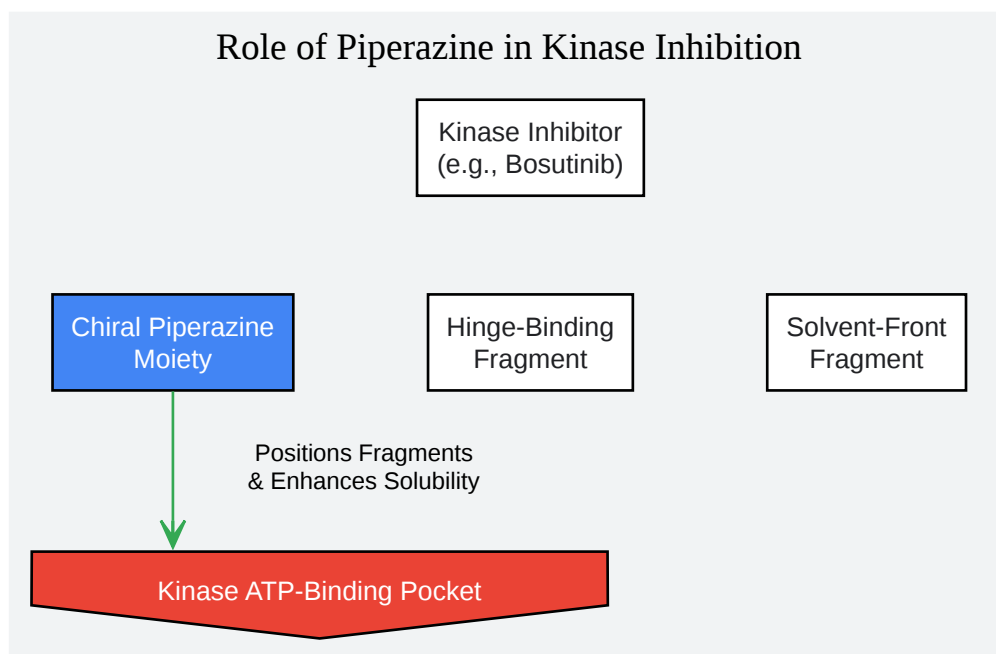 Role of Piperazine in Kinase Inhibition
Kinase Inhibitor
(e.g., Bosutinib)
Chiral Piperazine
Moiety
Hinge-Binding
Fragment
Solvent-Front
Fragment
Positions Fragments
& Enhances Solubility
Kinase ATP-Binding Pocket